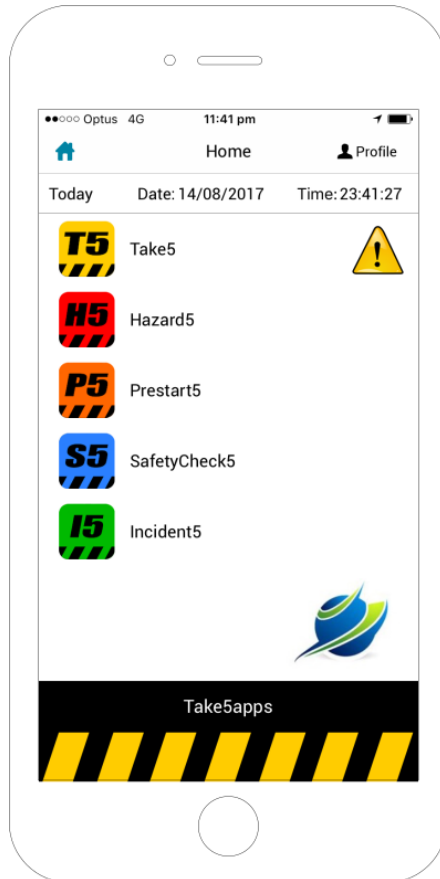 Optus 4G 11:41 pm
Home Profile
Today Date: 14/08/2017 Time: 23:41:27
T5 Take5
H5 Hazard5
P5 Prestart5
S5 SafetyCheck5
I5 Incident5
Take5apps